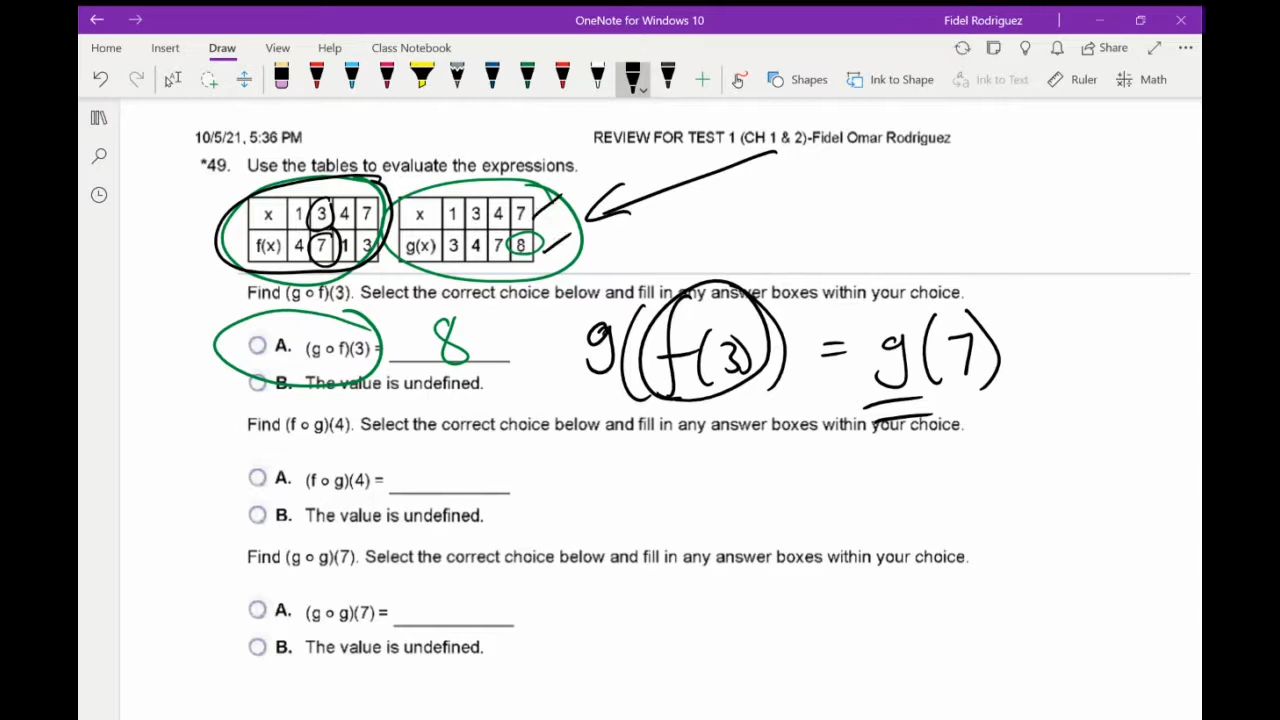 OneNote for Windows 10
Fidel Rodriguez
Home Insert Draw View Help Class Notebook Share
Shapes Ink to Shape Ink to Text Ruler Math
10/5/21, 5:36 PM REVIEW FOR TEST 1 (CH 1 & 2)-Fidel Omar Rodriguez
*49. Use the tables to evaluate the expressions.
x 1 3 4 7 x 1 3 4 7
f(x) 4 7 1 3 g(x) 3 4 7 8
Find (g o f)(3). Select the correct choice below and fill in any answer boxes within your choice.
A. (g o f)(3) = 8 g(f(3)) = g(7)
B. The value is undefined.
Find (f o g)(4). Select the correct choice below and fill in any answer boxes within your choice.
A. (f o g)(4) =
B. The value is undefined.
Find (g o g)(7). Select the correct choice below and fill in any answer boxes within your choice.
A. (g o g)(7) =
B. The value is undefined.